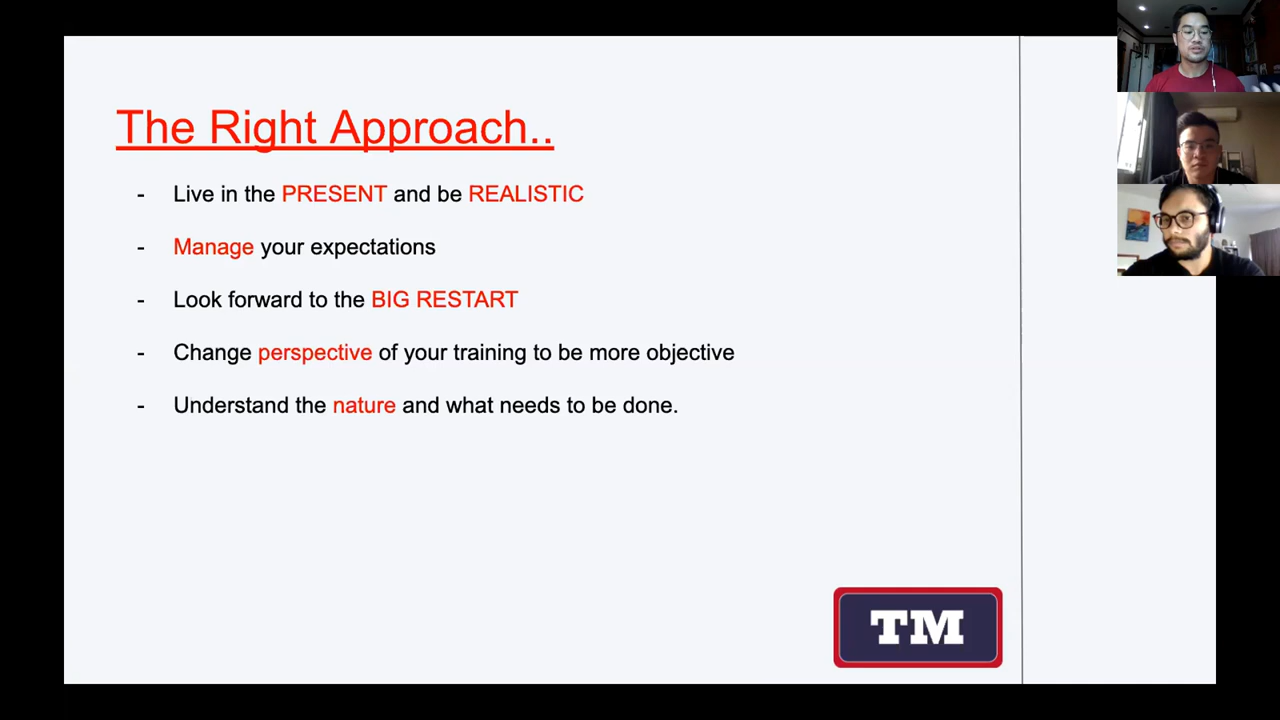 The Right Approach..
- Live in the PRESENT and be REALISTIC
- Manage your expectations
- Look forward to the BIG RESTART
- Change perspective of your training to be more objective
- Understand the nature and what needs to be done.
TM